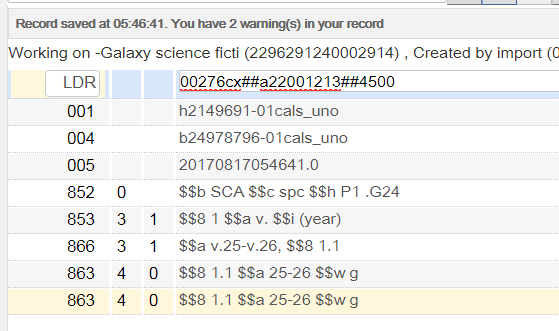 Record saved at 05:46:41. You have 2 warning(s) in your record
Working on -Galaxy science ficti (2296291240002914) , Created by import (0
LDR 00276cx##a22001213##4500
001 h2149691-01cals_uno
004 b24978796-01cals_uno
005 20170817054641.0
852 0 $$b SCA $$c spc $$h P1 .G24
853 3 1 $$8 1 $$a v. $$i (year)
866 3 1 $$a v.25-v.26, $$8 1.1
863 4 0 $$8 1.1 $$a 25-26 $$w g
863 4 0 $$8 1.1 $$a 25-26 $$w g